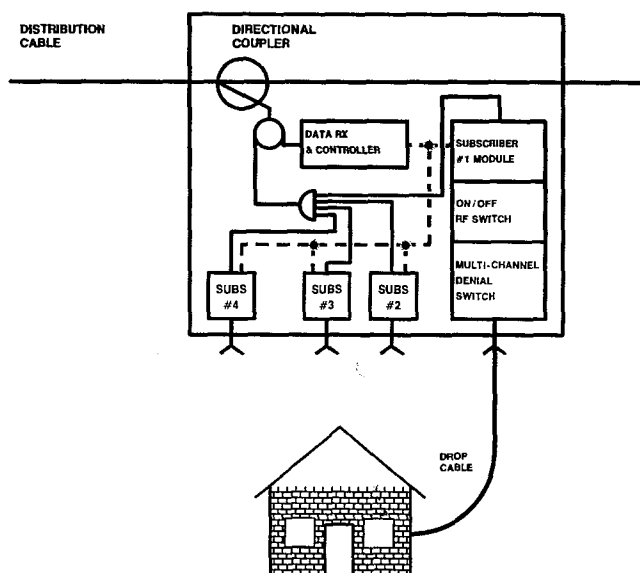 DISTRIBUTION
CABLE
DIRECTIONAL
COUPLER
DATA RX
& CONTROLLER
SUBSCRIBER
#1 MODULE
ON/OFF
RF SWITCH
MULTI-CHANNEL
DENIAL
SWITCH
SUBS
#4
SUBS
#3
SUBS
#2
DROP
CABLE